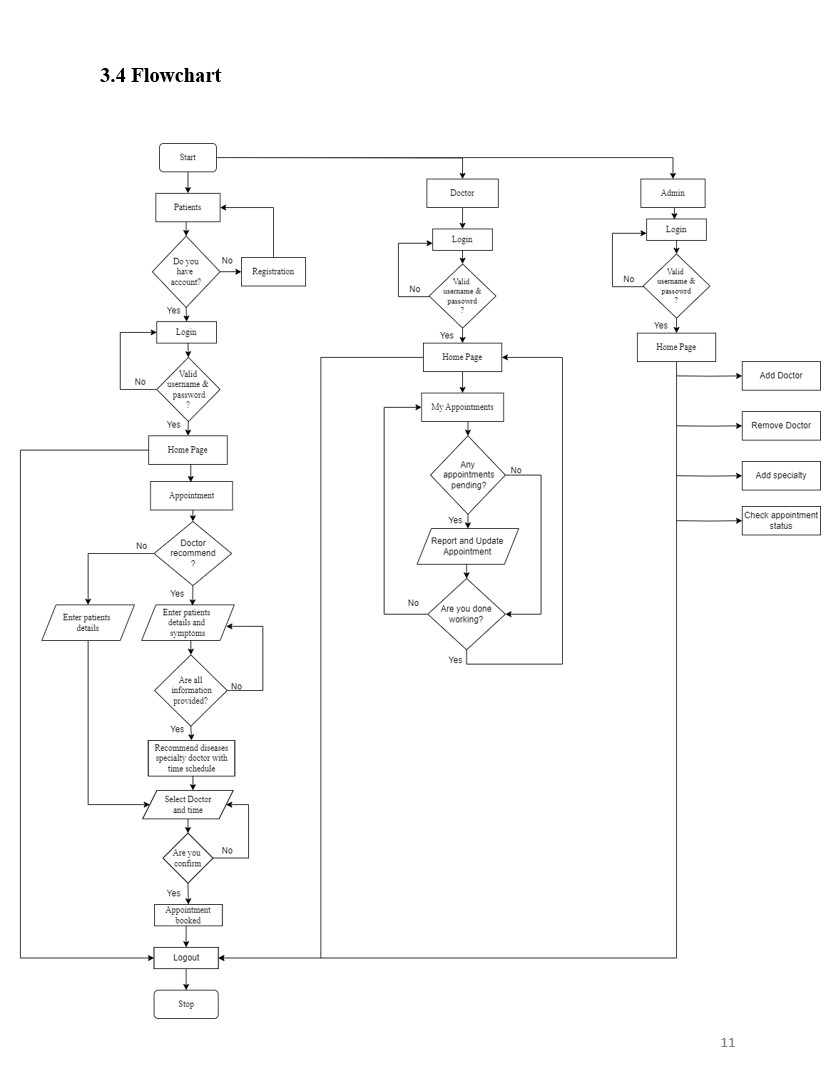 3.4 Flowchart
Start
Patients
Do you
have
account?
No
Registration
Yes
Login
Valid
username &
password
?
No
Yes
Home Page
Appointment
Doctor
recommend
?
No
Yes
Enter patients
details
Enter patients
details and
symptoms
Are all
information
provided?
No
Yes
Recommend diseases
specialty doctor with
time schedule
Select Doctor
and time
Are you
confirm
No
Yes
Appointment
booked
Logout
Stop
Doctor
Login
Valid
username &
passowrd
?
No
Yes
Home Page
My Appointments
Any
appointments
pending?
No
Yes
Report and Update
Appointment
Are you done
working?
No
Yes
Admin
Login
Valid
username &
passowrd
?
No
Yes
Home Page
Add Doctor
Remove Doctor
Add specialty
Check appointment
status
11